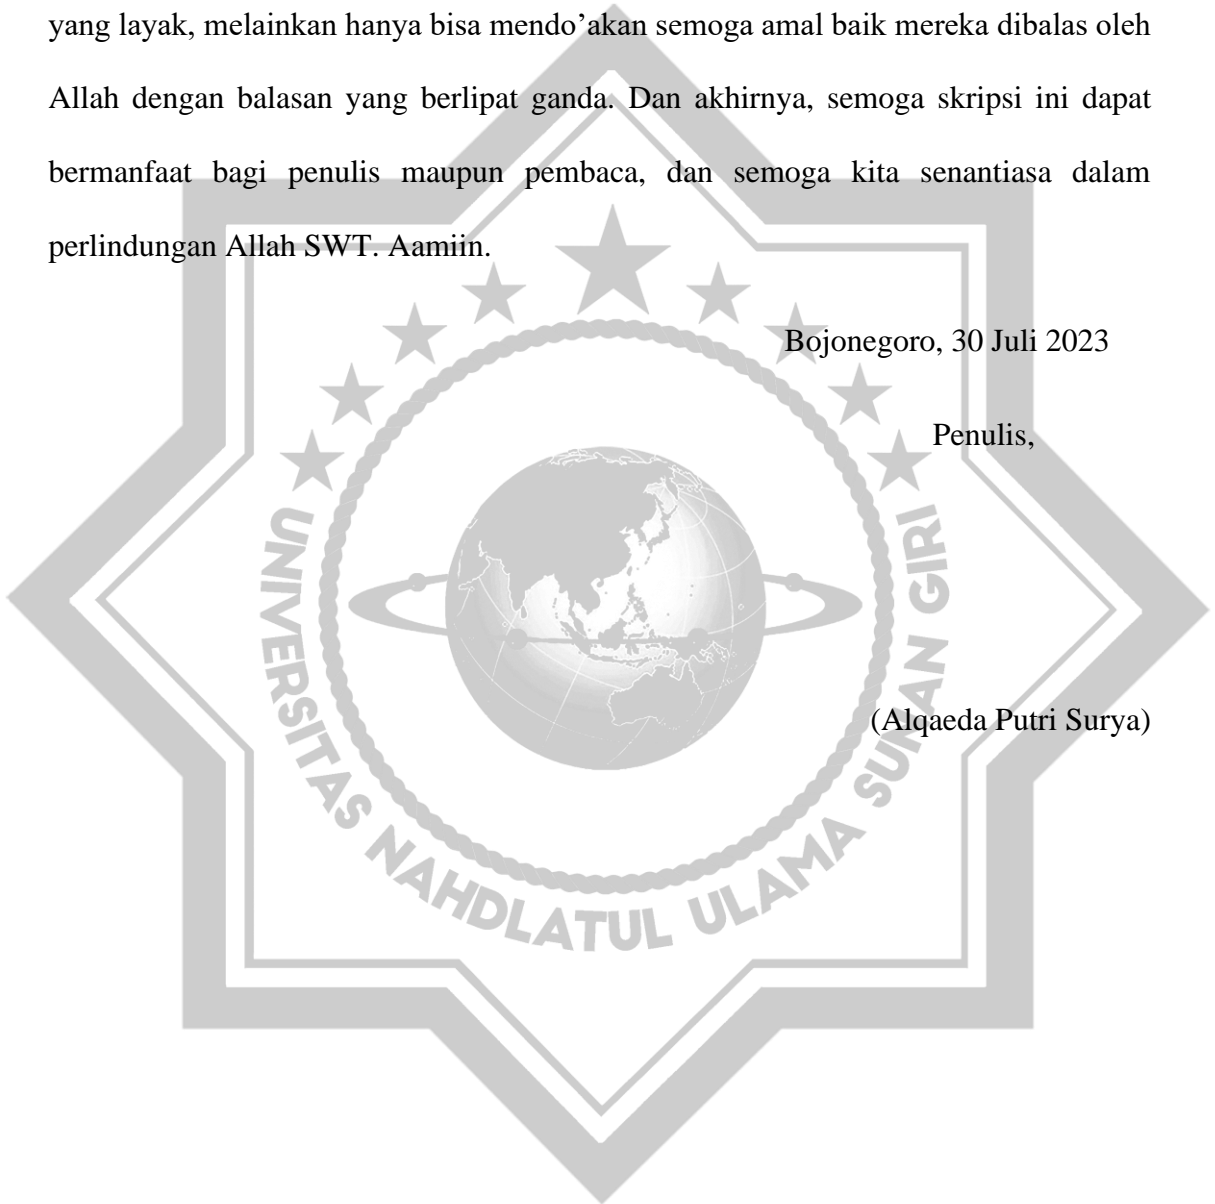 yang layak, melainkan hanya bisa mendo’akan semoga amal baik mereka dibalas oleh
Allah dengan balasan yang berlipat ganda. Dan akhirnya, semoga skripsi ini dapat
bermanfaat bagi penulis maupun pembaca, dan semoga kita senantiasa dalam
perlindungan Allah SWT. Aamiin.
Bojonegoro, 30 Juli 2023
Penulis,
(Alqaeda Putri Surya)
UNIVERSITAS NAHDLATUL ULAMA SUNAN GIRI